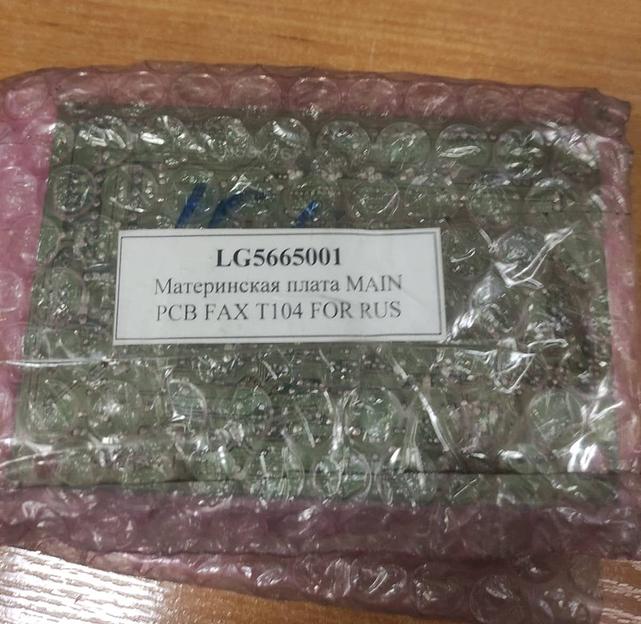 LG5665001
Материнская плата MAIN
PCB FAX T104 FOR RUS